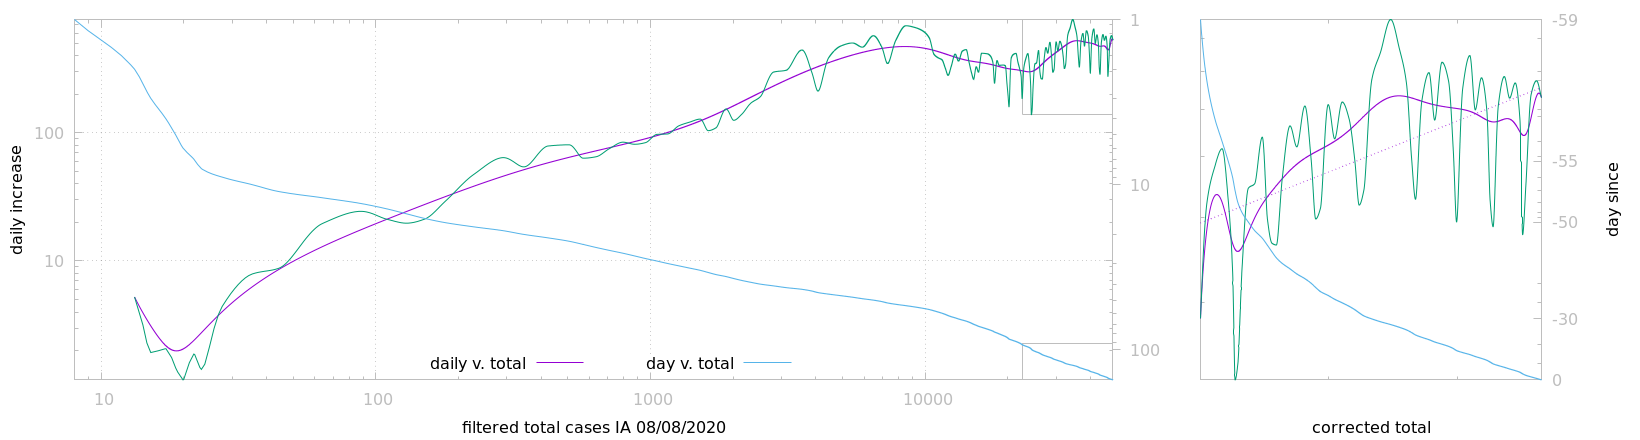 daily increase
100
10
10
100
1000
10000
1
10
100
daily v. total
day v. total
filtered total cases IA 08/08/2020
-59
-55
-50
-30
0
day since
corrected total